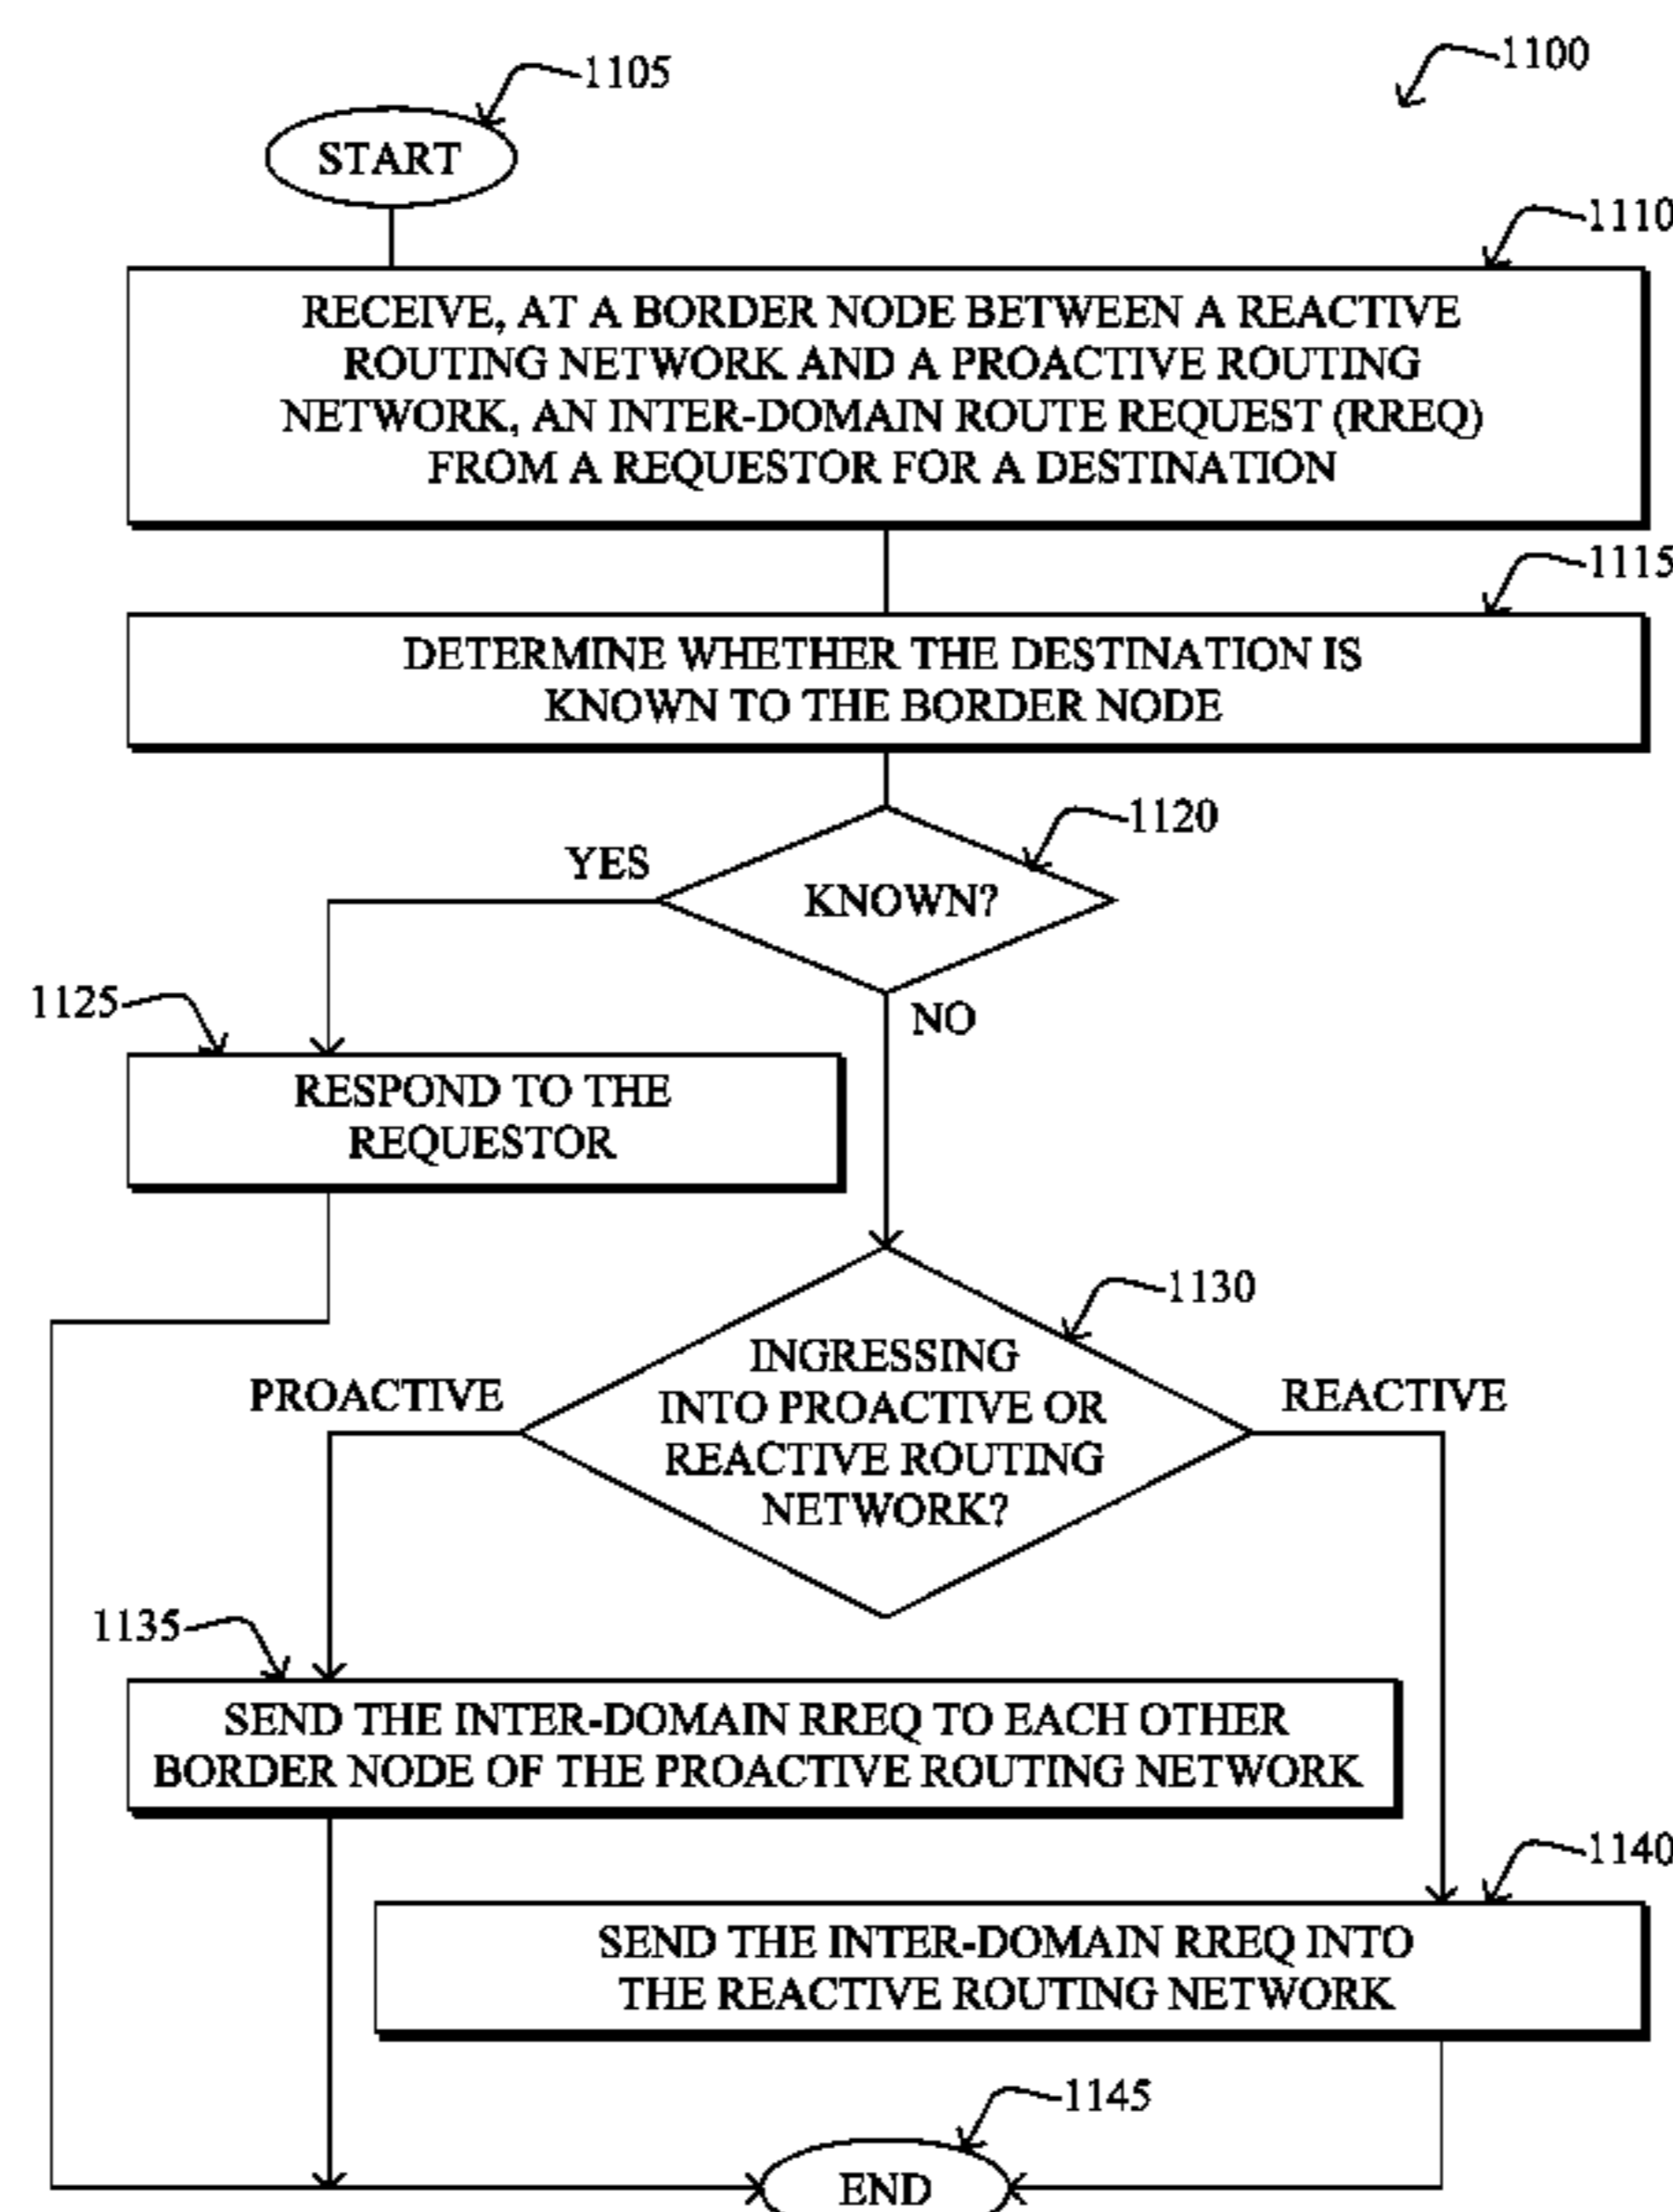 1100
1105
START
1110
RECEIVE, AT A BORDER NODE BETWEEN A REACTIVE
ROUTING NETWORK AND A PROACTIVE ROUTING
NETWORK, AN INTER-DOMAIN ROUTE REQUEST (RREQ)
FROM A REQUESTOR FOR A DESTINATION
1115
DETERMINE WHETHER THE DESTINATION IS
KNOWN TO THE BORDER NODE
1120
YES
KNOWN?
NO
1125
RESPOND TO THE
REQUESTOR
1130
INGRESSING
INTO PROACTIVE OR
REACTIVE ROUTING
NETWORK?
PROACTIVE
REACTIVE
1135
SEND THE INTER-DOMAIN RREQ TO EACH OTHER
BORDER NODE OF THE PROACTIVE ROUTING NETWORK
1140
SEND THE INTER-DOMAIN RREQ INTO
THE REACTIVE ROUTING NETWORK
1145
END